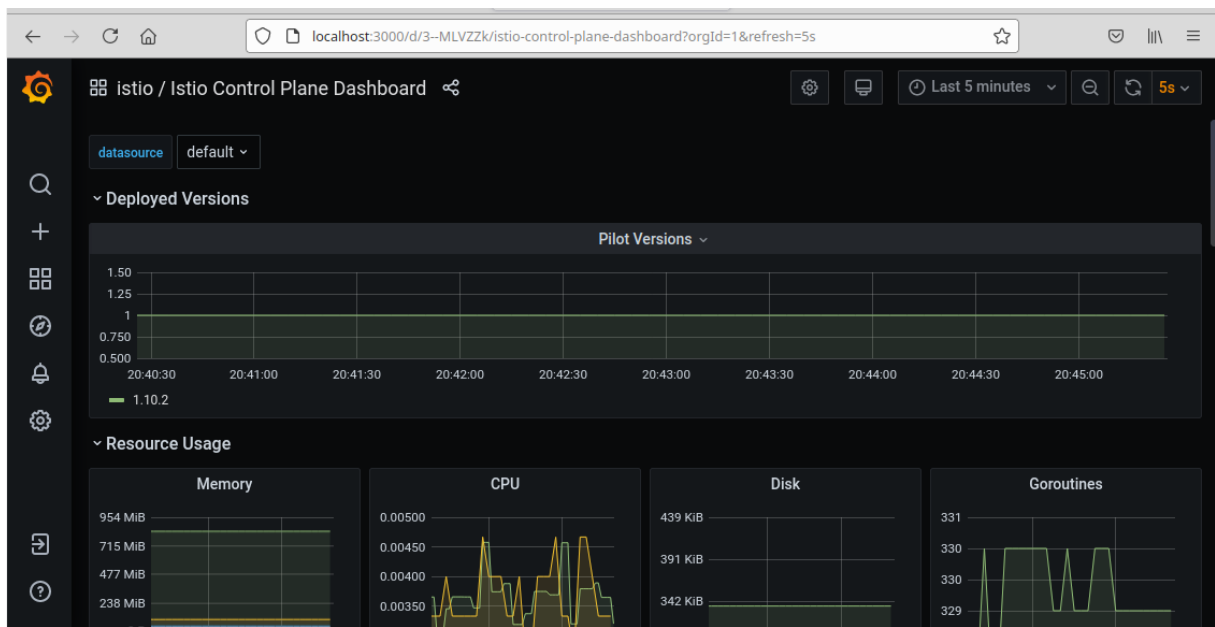 localhost:3000/d/3--MLVZZk/istio-control-plane-dashboard?orgId=1&refresh=5s
istio / Istio Control Plane Dashboard
Last 5 minutes
5s
datasource default
Deployed Versions
Pilot Versions
1.50
1.25
1
0.750
0.500
20:40:30 20:41:00 20:41:30 20:42:00 20:42:30 20:43:00 20:43:30 20:44:00 20:44:30 20:45:00
1.10.2
Resource Usage
Memory
954 MiB
715 MiB
477 MiB
238 MiB
CPU
0.00500
0.00450
0.00400
0.00350
Disk
439 KiB
391 KiB
342 KiB
Goroutines
331
330
330
329